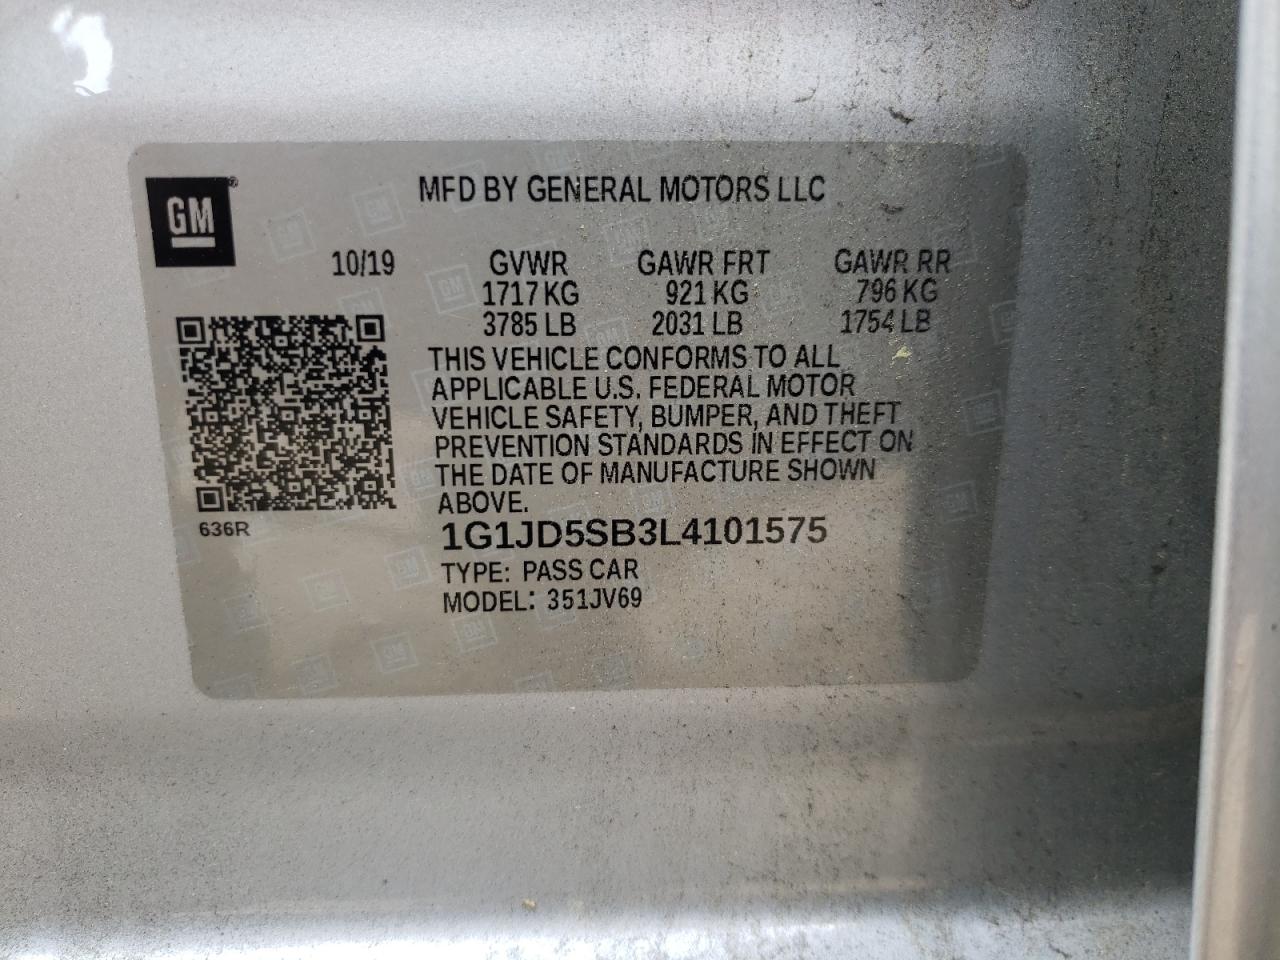 MFD BY GENERAL MOTORS LLC
GM®
10/19 GVWR GAWR FRT GAWR RR
1717 KG 921 KG 796 KG
3785 LB 2031 LB 1754 LB
THIS VEHICLE CONFORMS TO ALL
APPLICABLE U.S. FEDERAL MOTOR
VEHICLE SAFETY, BUMPER, AND THEFT
PREVENTION STANDARDS IN EFFECT ON
THE DATE OF MANUFACTURE SHOWN
ABOVE.
636R
1G1JD5SB3L4101575
TYPE: PASS CAR
MODEL: 351JV69